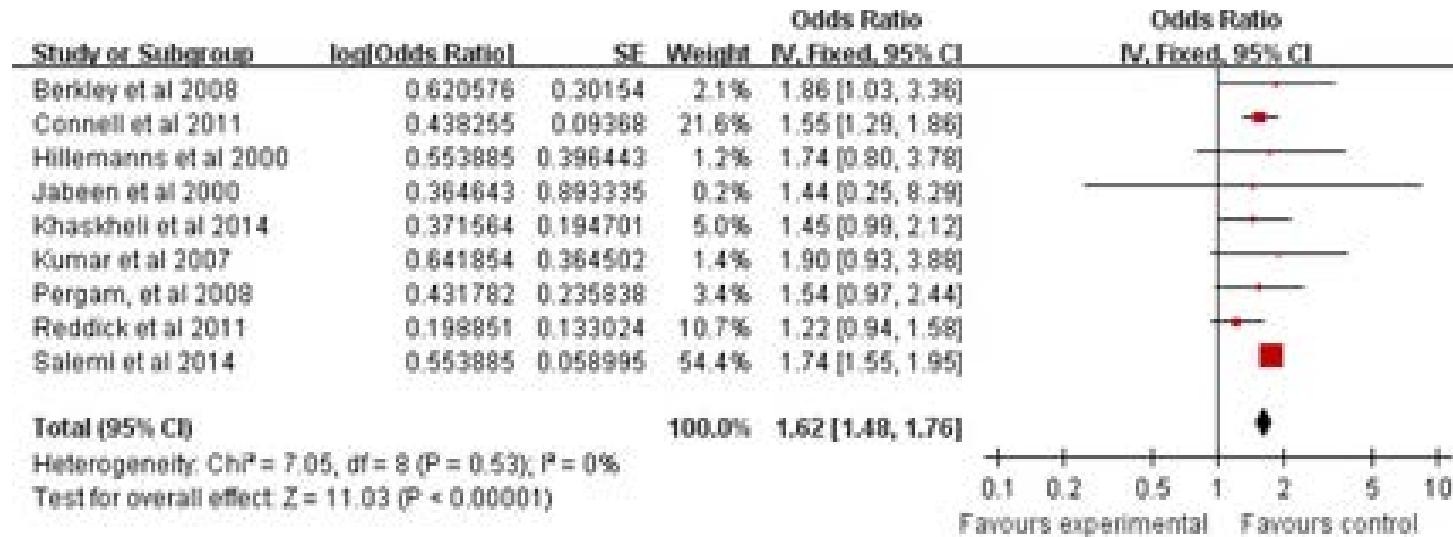 Odds Ratio Odds Ratio
Study or Subgroup log[Odds Ratio] SE Weight IV, Fixed, 95% CI IV, Fixed, 95% CI
Berkley et al 2008 0.620576 0.30154 2.1% 1.86 [1.03, 3.36]
Connell et al 2011 0.438255 0.09368 21.6% 1.55 [1.29, 1.86]
Hillemanns et al 2000 0.553885 0.396443 1.2% 1.74 [0.80, 3.78]
Jabeen et al 2000 0.364643 0.893335 0.2% 1.44 [0.25, 8.29]
Khaskheli et al 2014 0.371564 0.194701 5.0% 1.45 [0.99, 2.12]
Kumar et al 2007 0.641854 0.364502 1.4% 1.90 [0.93, 3.88]
Pergam, et al 2008 0.431782 0.235838 3.4% 1.54 [0.97, 2.44]
Reddick et al 2011 0.198851 0.133024 10.7% 1.22 [0.94, 1.58]
Salemi et al 2014 0.553885 0.058995 54.4% 1.74 [1.55, 1.95]
Total (95% CI) 100.0% 1.62 [1.48, 1.76]
Heterogeneity: Chi² = 7.05, df = 8 (P = 0.53); I² = 0%
Test for overall effect: Z = 11.03 (P < 0.00001)
0.1 0.2 0.5 1 2 5 10
Favours experimental Favours control